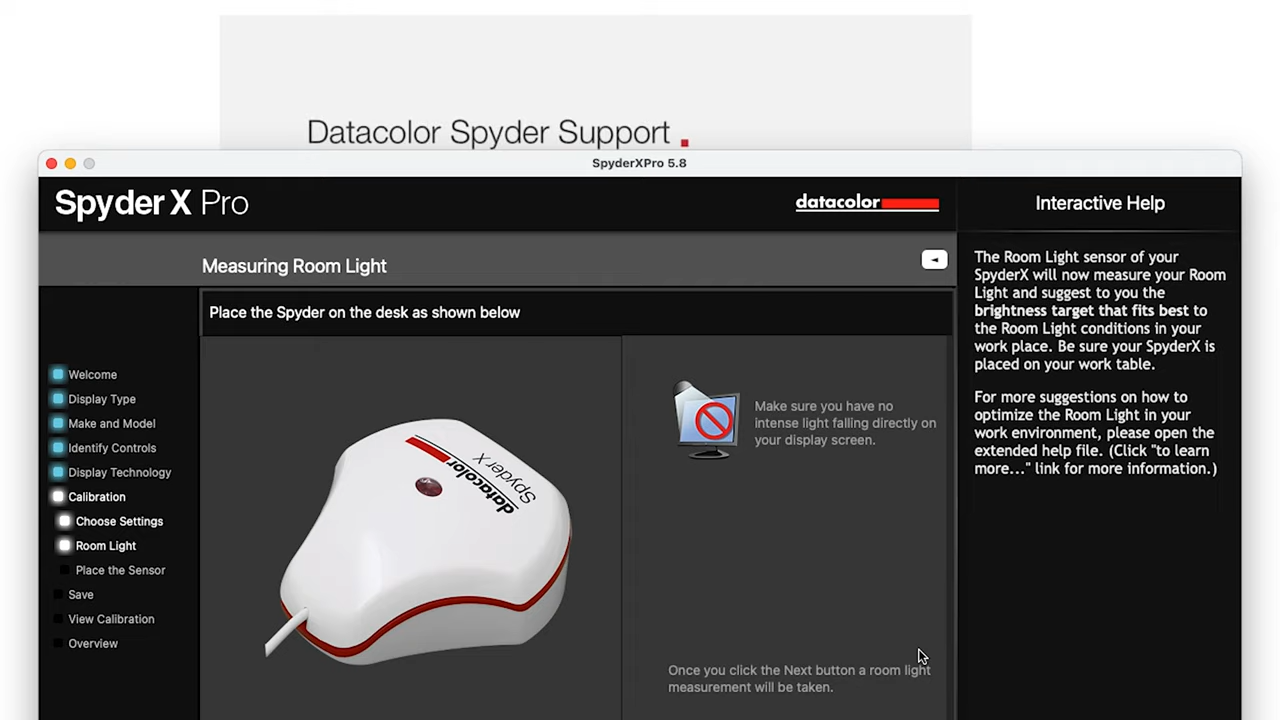 Datacolor Spyder Support
SpyderXPro 5.8
Spyder X Pro
datacolor
Interactive Help
Measuring Room Light
Place the Spyder on the desk as shown below
Welcome
Display Type
Make and Model
Identify Controls
Display Technology
Calibration
Choose Settings
Room Light
Place the Sensor
Save
View Calibration
Overview
datacolor
Spyder X
Make sure you have no
intense light falling directly on
your display screen.
Once you click the Next button a room light
measurement will be taken.
The Room Light sensor of your
SpyderX will now measure your Room
Light and suggest to you the
brightness target that fits best to
the Room Light conditions in your
work place. Be sure your SpyderX is
placed on your work table.
For more suggestions on how to
optimize the Room Light in your
work environment, please open the
extended help file. (Click "to learn
more..." link for more information.)